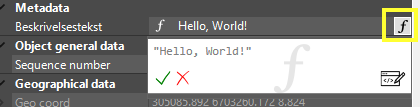 Metadata
Beskrivelsestekst f Hello, World! f
Object general data
Sequence number
"Hello, World!"
f
Geographical data
Geo coord 305085.892 6703260.172 8.824